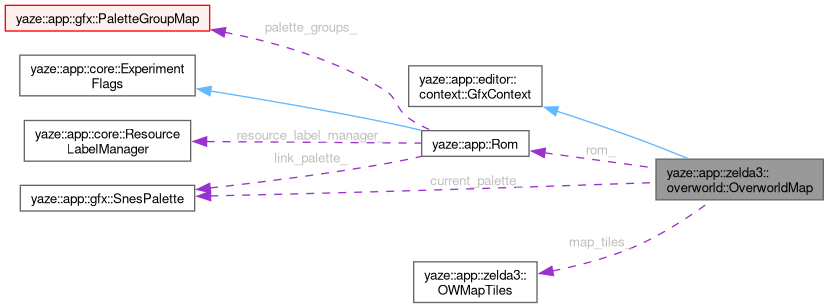 yaze::app::gfx::PaletteGroupMap
palette_groups_
yaze::app::core::Experiment
Flags
yaze::app::editor::
context::GfxContext
yaze::app::core::Resource
LabelManager
resource_label_manager_
yaze::app::Rom
rom_
link_palette_
yaze::app::zelda3::
overworld::OverworldMap
yaze::app::gfx::SnesPalette
current_palette_
map_tiles_
yaze::app::zelda3::
OWMapTiles